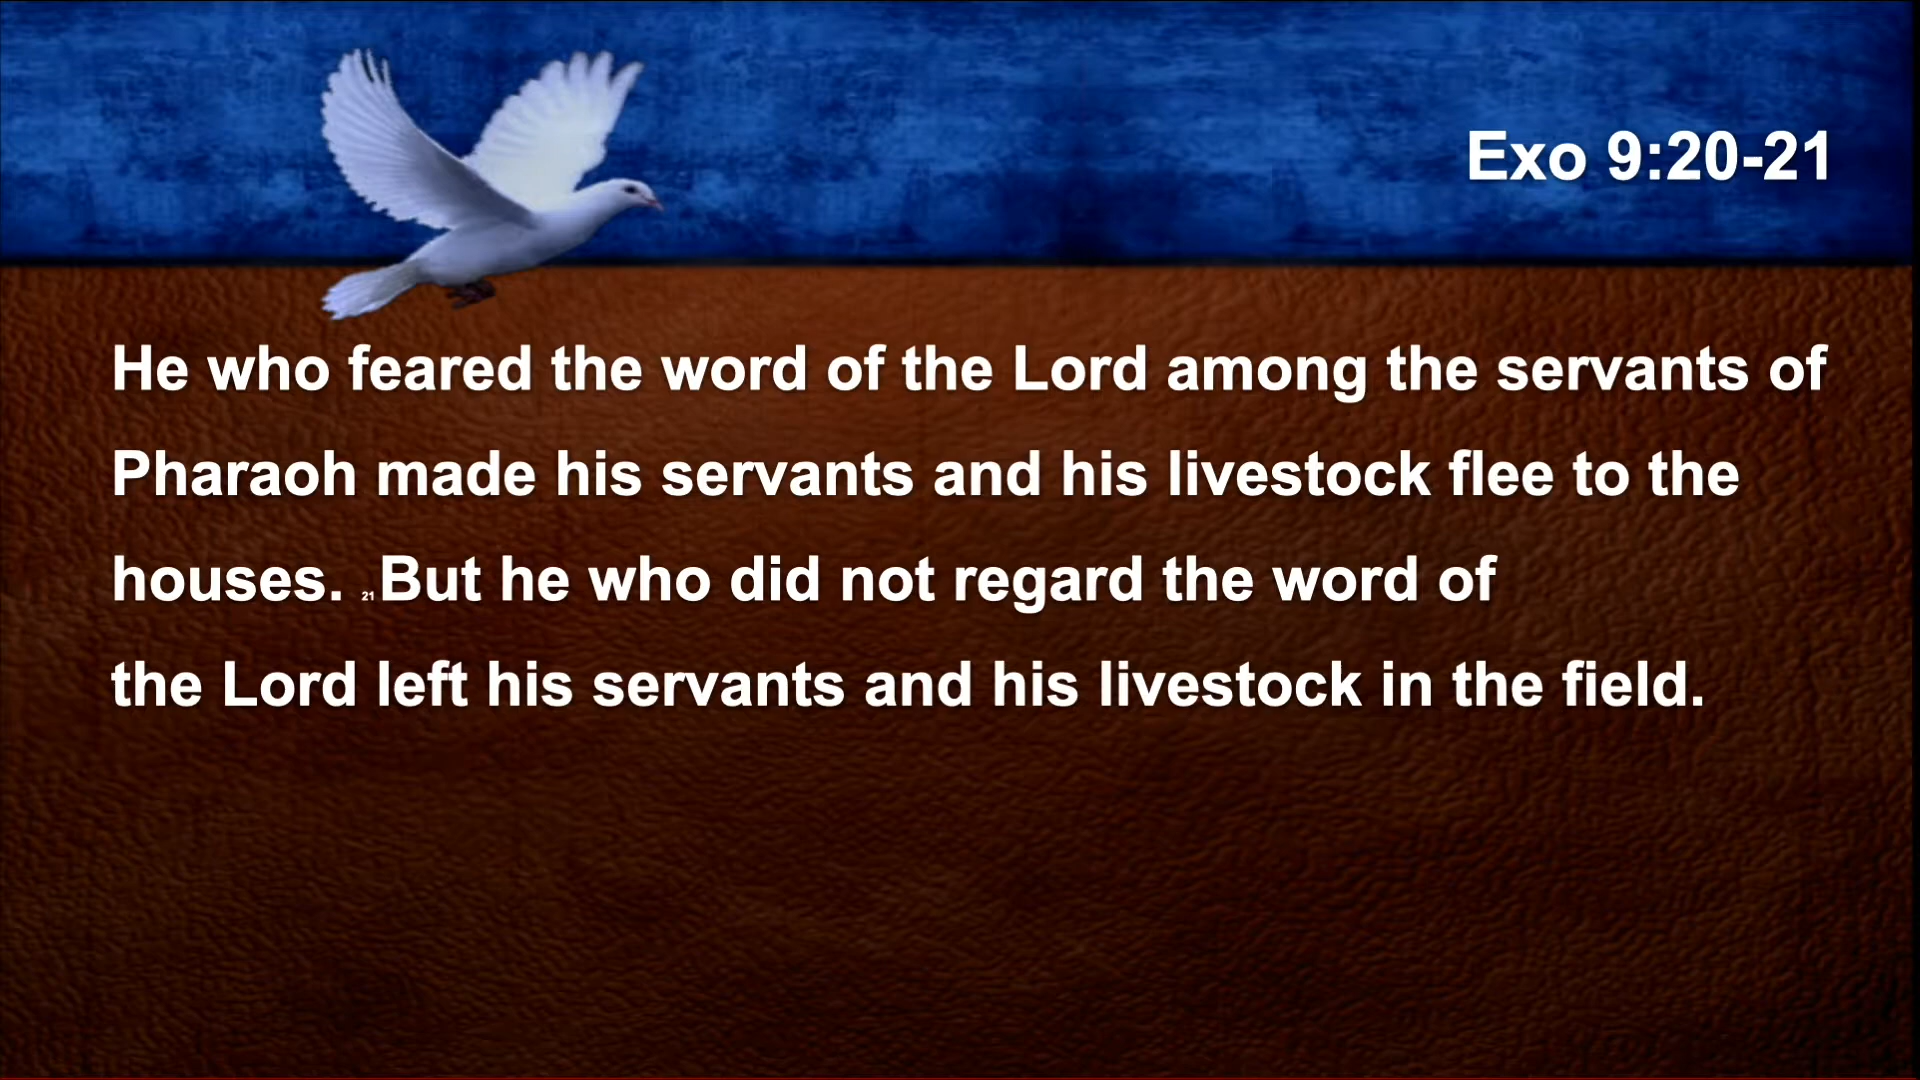 Exo 9:20-21
He who feared the word of the Lord among the servants of
Pharaoh made his servants and his livestock flee to the
houses. 21 But he who did not regard the word of
the Lord left his servants and his livestock in the field.